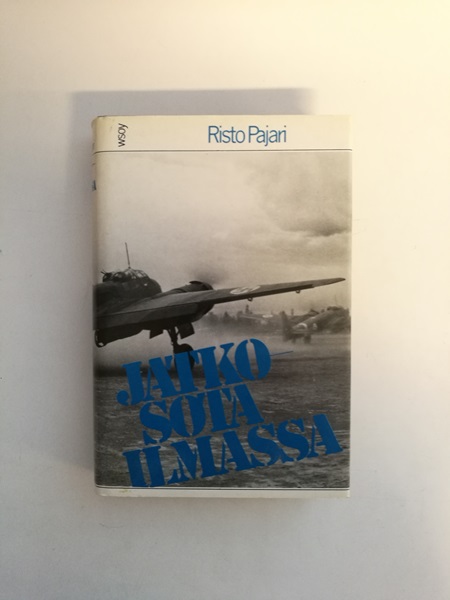 wsoy
Risto Pajari
JATKO
SOTA
ILMASSA